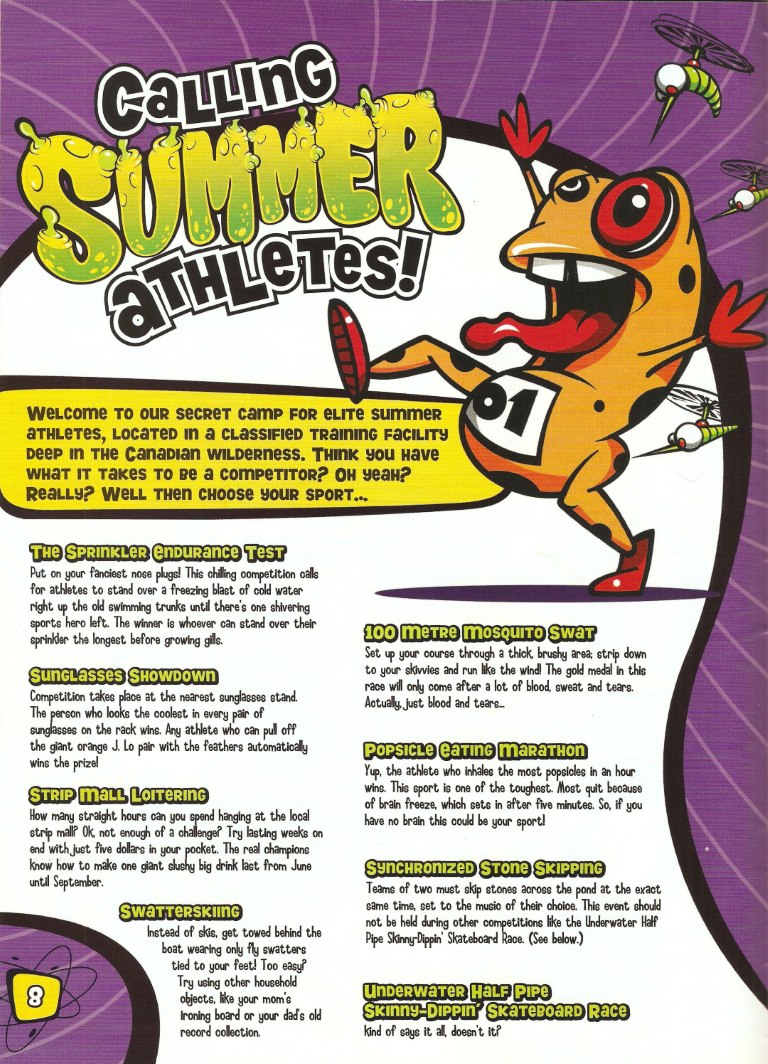 Calling
Summer
Athletes!
01
Welcome to our secret camp for elite summer
athletes, located in a classified training facility
deep in the Canadian wilderness. Think you have
what it takes to be a competitor? Oh yeah?
Really? Well then choose your sport...
The Sprinkler Endurance Test
Put on your fanciest nose plugs! This chilling competition calls
for athletes to stand over a freezing blast of cold water
right up the old swimming trunks until there's one shivering
sports hero left. The winner is whoever can stand over their
sprinkler the longest before growing gills.
Sunglasses Showdown
Competition takes place at the nearest sunglasses stand.
The person who looks the coolest in every pair of
sunglasses on the rack wins. Any athlete who can pull off
the giant orange J. Lo pair with the feathers automatically
wins the prize!
Strip Mall Loitering
How many straight hours can you spend hanging at the local
strip mall? Ok, not enough of a challenge? Try lasting weeks on
end with just five dollars in your pocket. The real champions
know how to make one giant slushy big drink last from June
until September.
Swatterskiing
Instead of skis, get towed behind the
boat wearing only fly swatters
tied to your feet! Too easy?
Try using other household
objects, like your mom's
ironing board or your dad's old
record collection.
100 Metre Mosquito Swat
Set up your course through a thick, brushy area; strip down
to your skivvies and run like the wind! The gold medal in this
race will only come after a lot of blood, sweat and tears.
Actually, just blood and tears...
Popsicle Eating Marathon
Yup, the athlete who inhales the most popsicles in an hour
wins. This sport is one of the toughest. Most quit because
of brain freeze, which sets in after five minutes. So, if you
have no brain this could be your sport!
Synchronized Stone Skipping
Teams of two must skip stones across the pond at the exact
same time, set to the music of their choice. This event should
not be held during other competitions like the Underwater Half
Pipe Skinny-Dippin' Skateboard Race. (See below.)
Underwater Half Pipe
Skinny-Dippin' Skateboard Race
Kind of says it all, doesn't it?
8